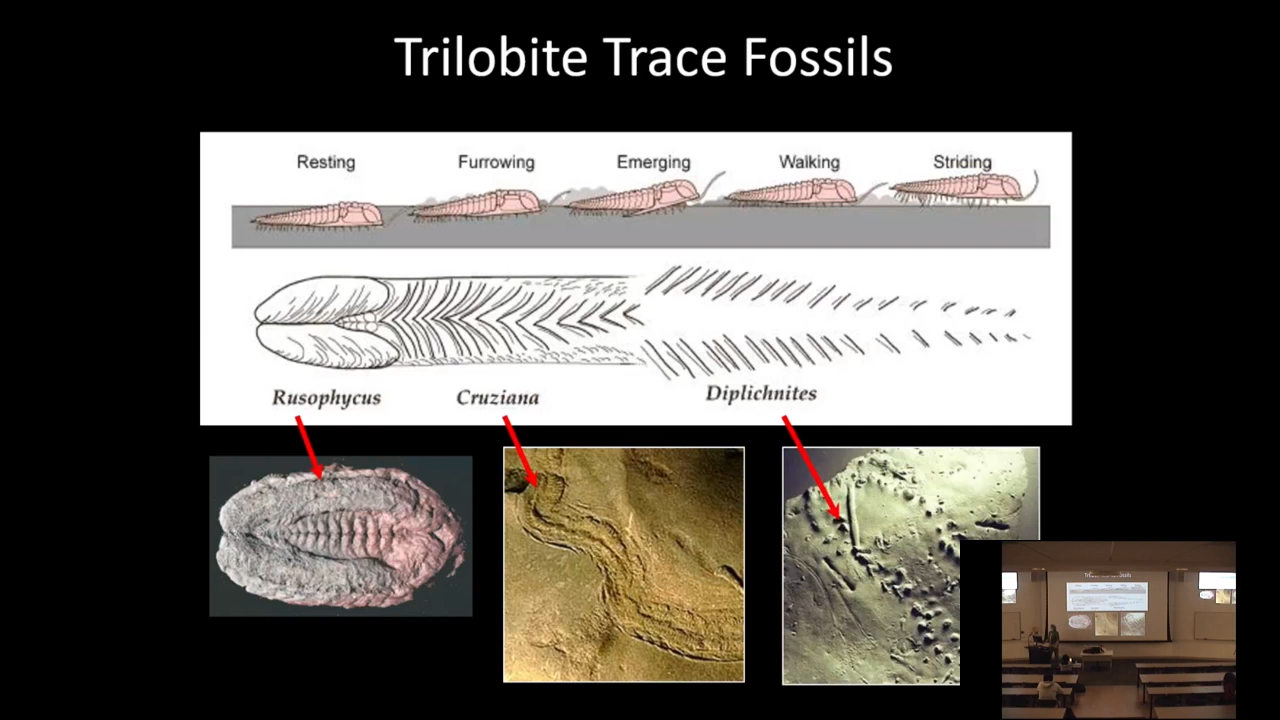 Trilobite Trace Fossils
Resting Furrowing Emerging Walking Striding
Rusophycus Cruziana Diplichnites